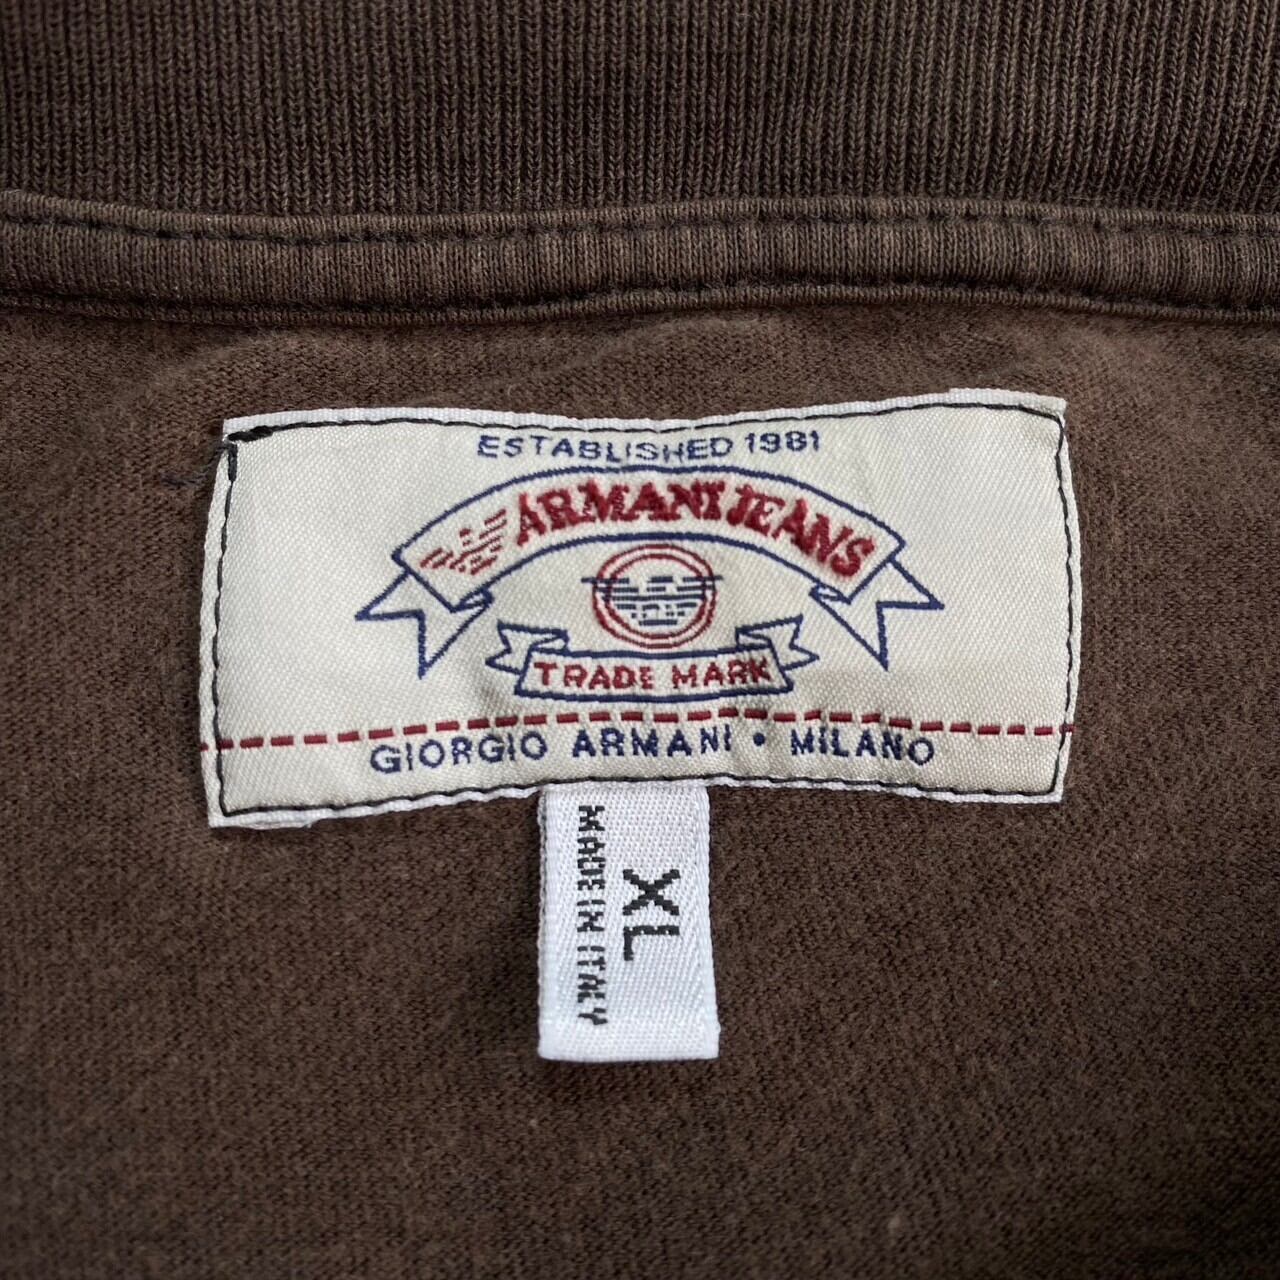 ESTABLISHED 1981
ARMANI JEANS
TRADE MARK
GIORGIO ARMANI • MILANO
XL
MADE IN ITALY